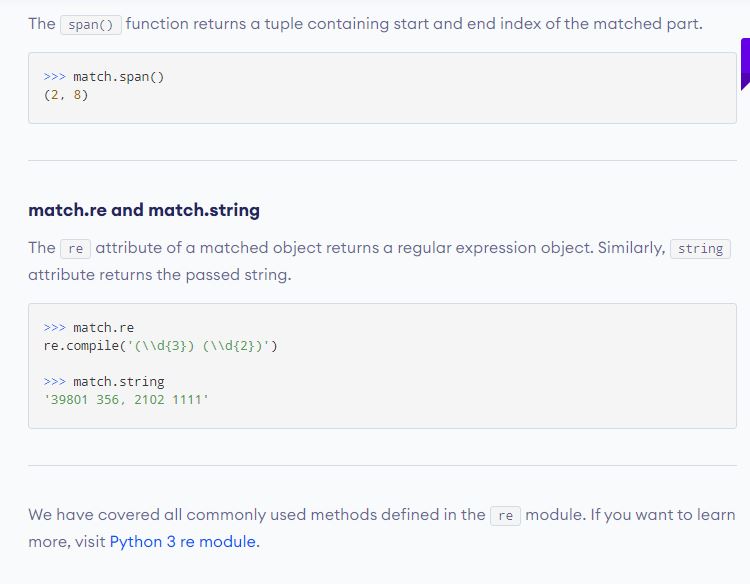 The span() function returns a tuple containing start and end index of the matched part.
>>> match.span()
(2, 8)
match.re and match.string
The re attribute of a matched object returns a regular expression object. Similarly, string
attribute returns the passed string.
>>> match.re
re.compile('(\\d{3}) (\\d{2})')
>>> match.string
'39801 356, 2102 1111'
We have covered all commonly used methods defined in the re module. If you want to learn
more, visit Python 3 re module.